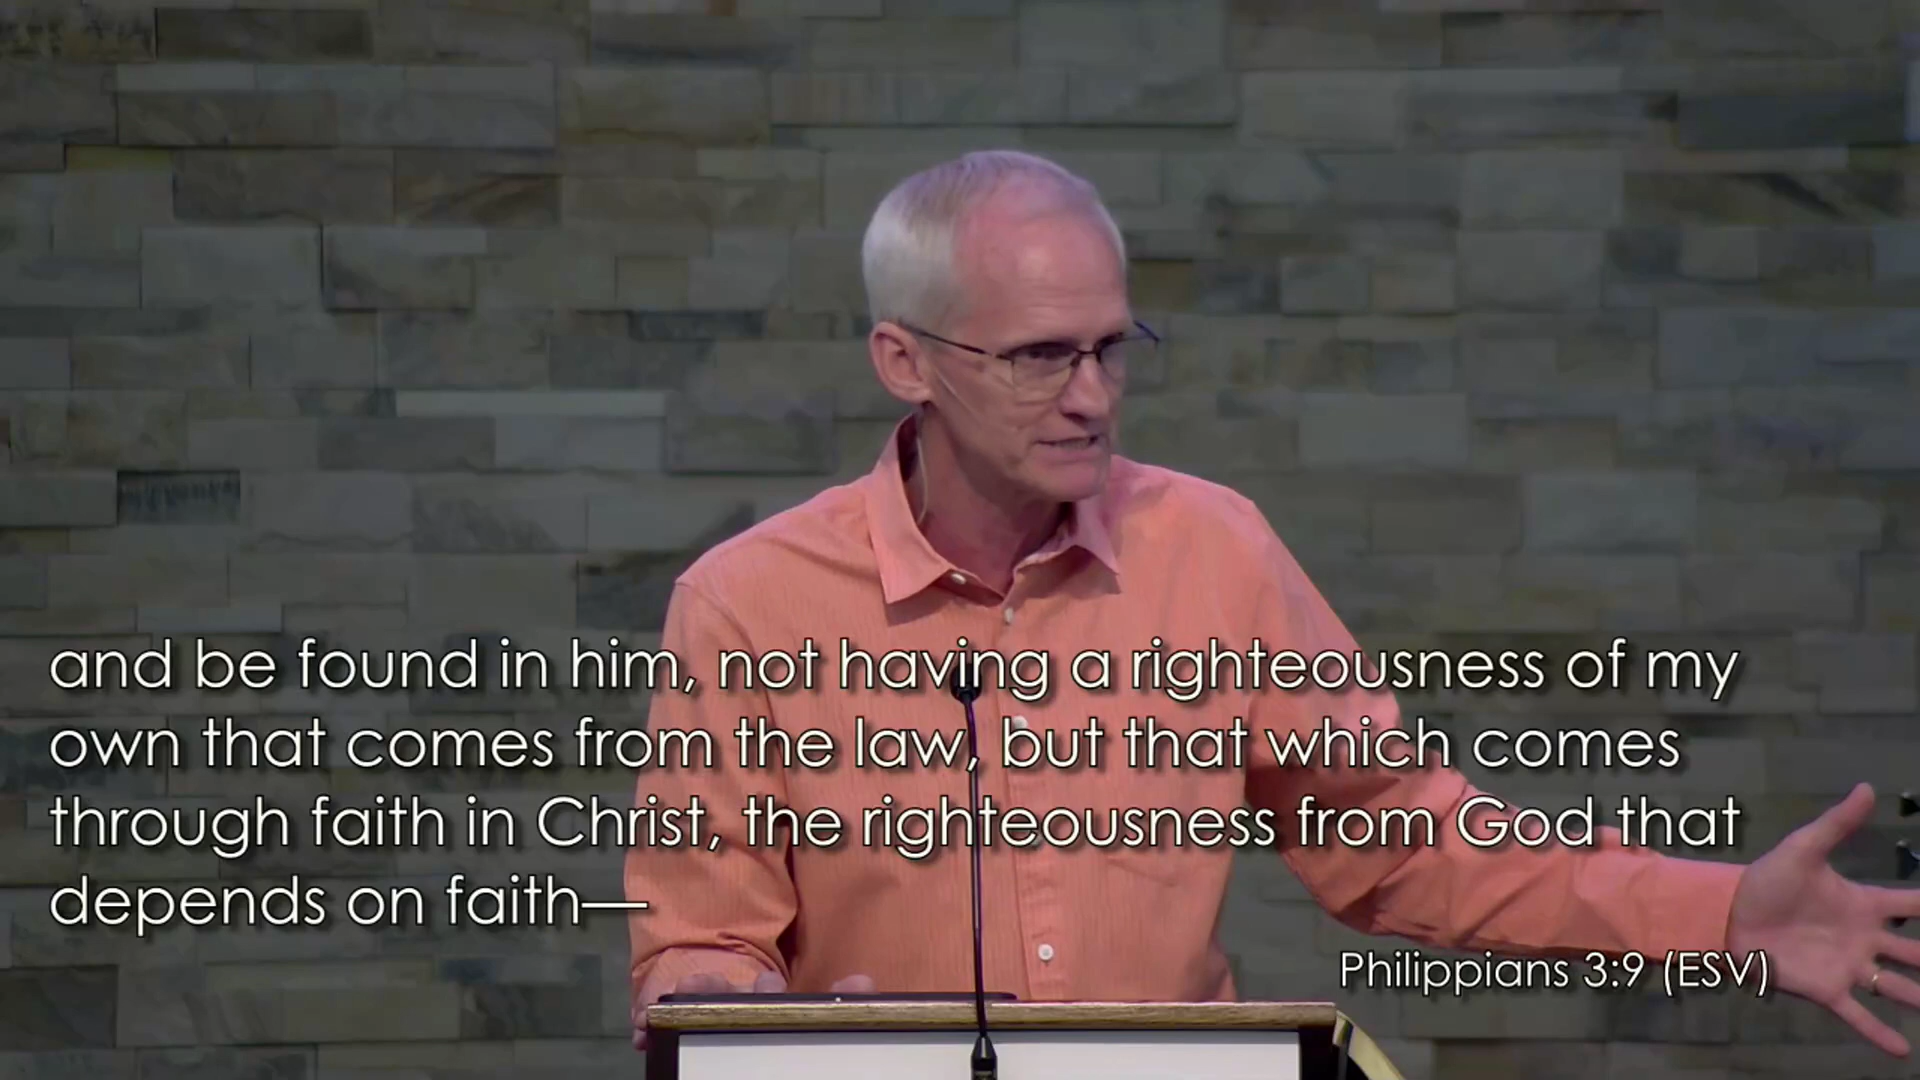 and be found in him, not having a righteousness of my
own that comes from the law, but that which comes
through faith in Christ, the righteousness from God that
depends on faith—
Philippians 3:9 (ESV)